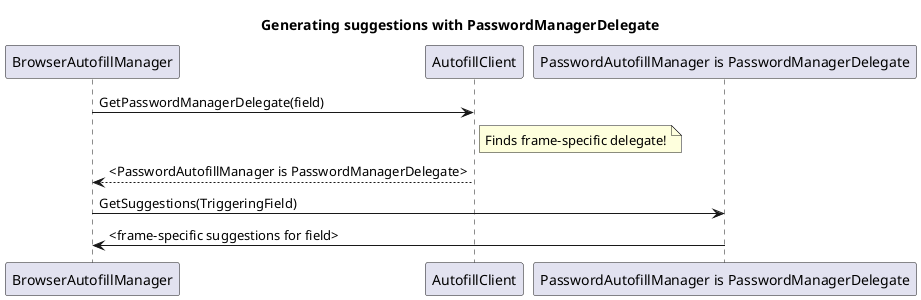 Generating suggestions with PasswordManagerDelegate
BrowserAutofillManager
AutofillClient
PasswordAutofillManager is PasswordManagerDelegate
GetPasswordManagerDelegate(field)
Finds frame-specific delegate!
<PasswordAutofillManager is PasswordManagerDelegate>
GetSuggestions(TriggeringField)
<frame-specific suggestions for field>
BrowserAutofillManager
AutofillClient
PasswordAutofillManager is PasswordManagerDelegate